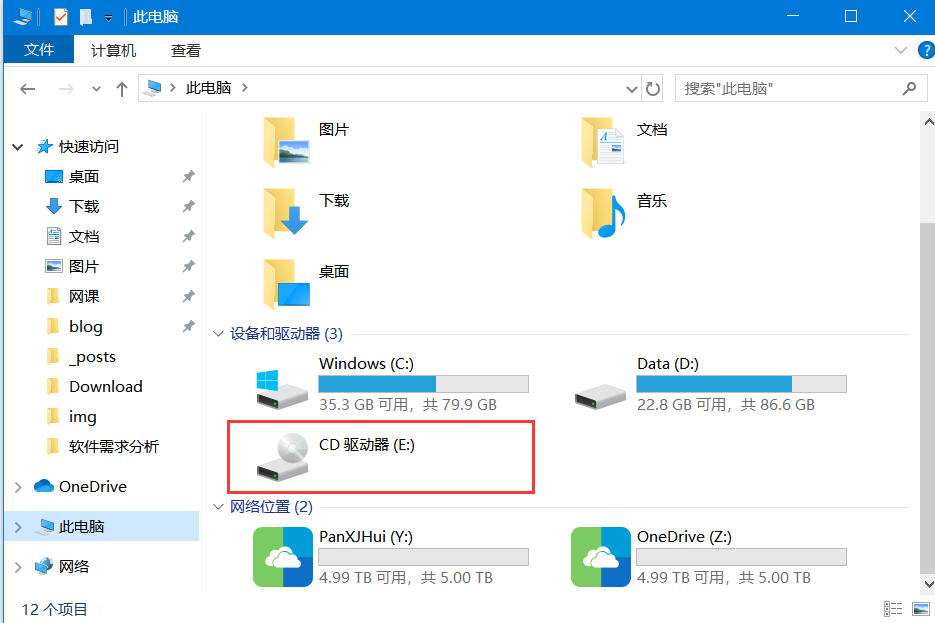 此电脑
文件 计算机 查看
此电脑 搜索"此电脑"
快速访问
桌面
下载
文档
图片
网课
blog
_posts
Download
img
软件需求分析
OneDrive
此电脑
网络
图片 文档
下载 音乐
桌面
设备和驱动器 (3)
Windows (C:)
35.3 GB 可用，共 79.9 GB
Data (D:)
22.8 GB 可用，共 86.6 GB
CD 驱动器 (E:)
网络位置 (2)
PanXJHui (Y:)
4.99 TB 可用，共 5.00 TB
OneDrive (Z:)
4.99 TB 可用，共 5.00 TB
12 个项目